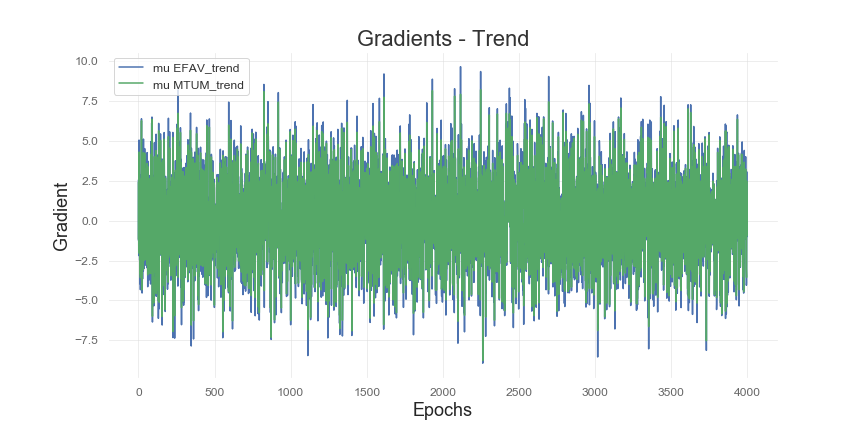 Gradients - Trend
mu EFAV_trend
mu MTUM_trend
10.0
7.5
5.0
2.5
0.0
−2.5
−5.0
−7.5
Gradient
0 500 1000 1500 2000 2500 3000 3500 4000
Epochs